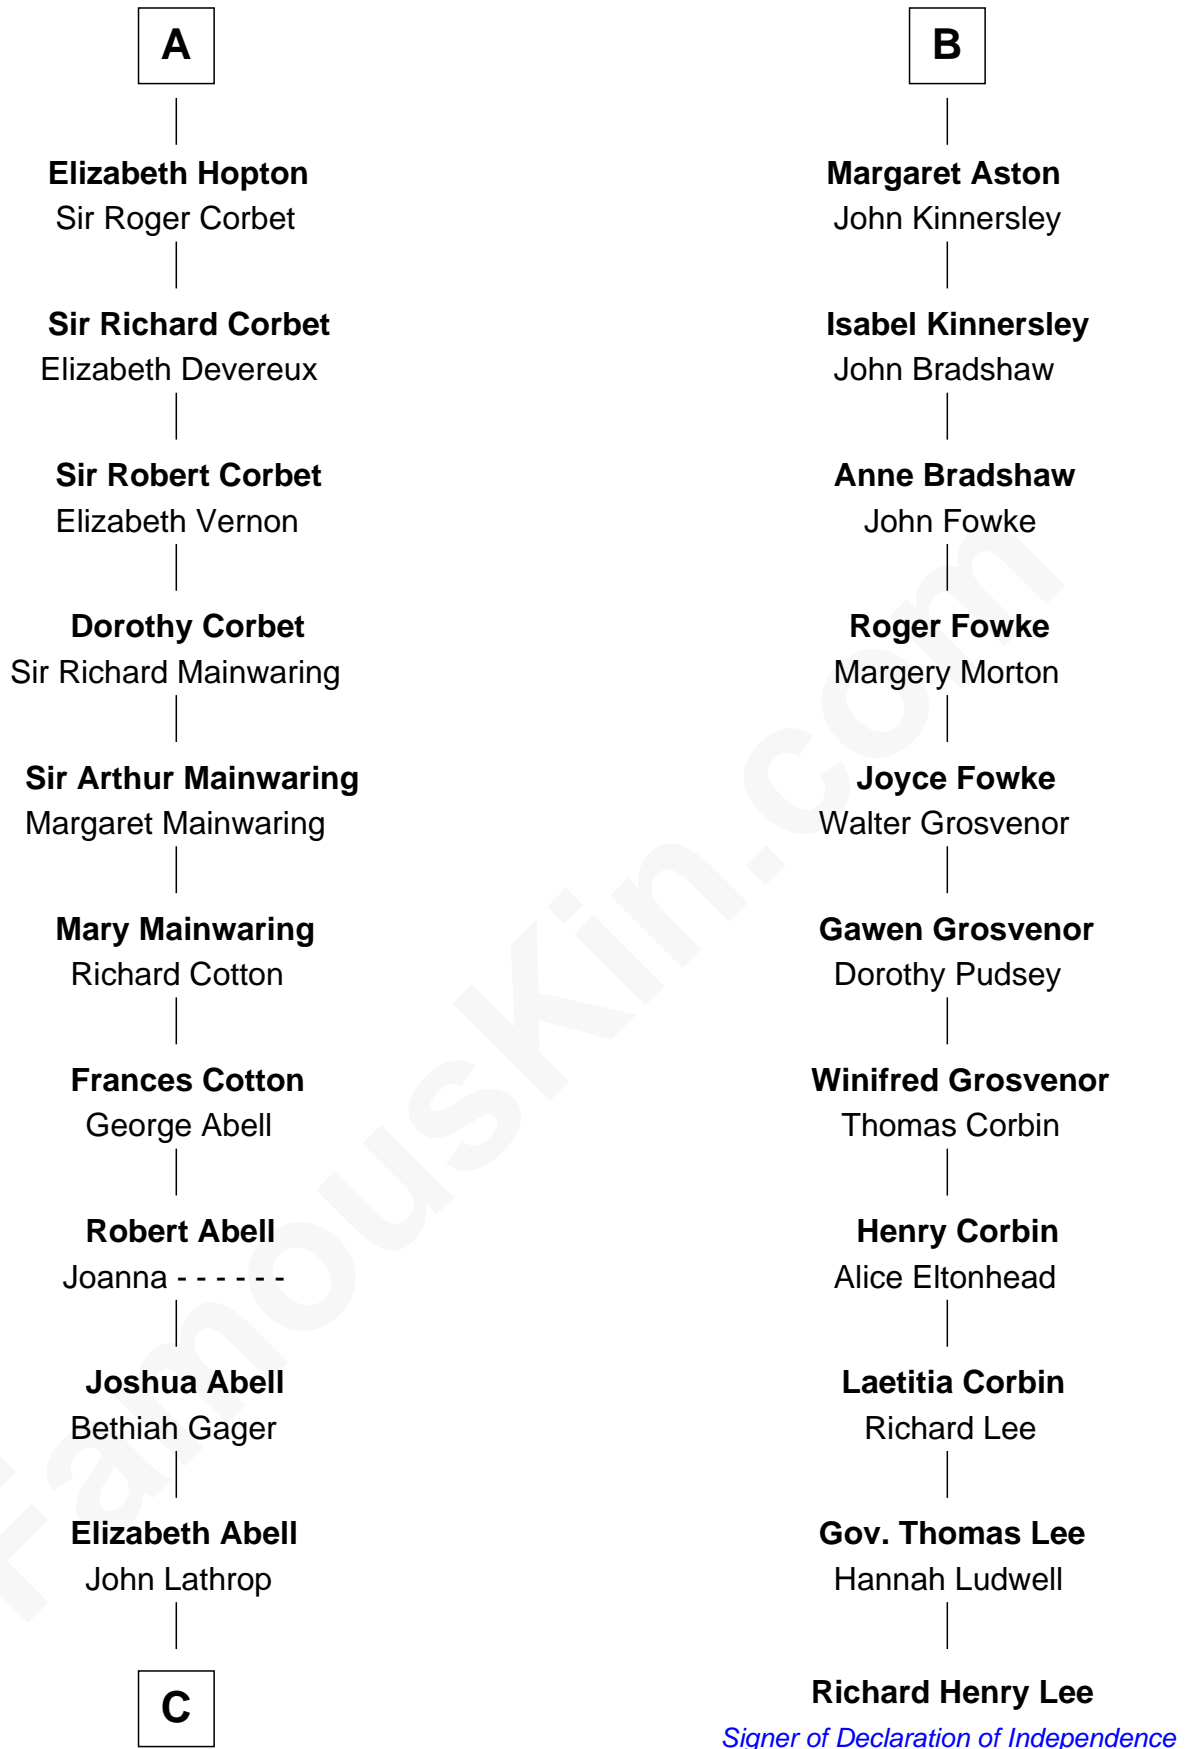 A
Elizabeth Hopton
Sir Roger Corbet
Sir Richard Corbet
Elizabeth Devereux
Sir Robert Corbet
Elizabeth Vernon
Dorothy Corbet
Sir Richard Mainwaring
Sir Arthur Mainwaring
Margaret Mainwaring
Mary Mainwaring
Richard Cotton
Frances Cotton
George Abell
Robert Abell
Joanna - - - - - -
Joshua Abell
Bethiah Gager
Elizabeth Abell
John Lathrop
C
B
Margaret Aston
John Kinnersley
Isabel Kinnersley
John Bradshaw
Anne Bradshaw
John Fowke
Roger Fowke
Margery Morton
Joyce Fowke
Walter Grosvenor
Gawen Grosvenor
Dorothy Pudsey
Winifred Grosvenor
Thomas Corbin
Henry Corbin
Alice Eltonhead
Laetitia Corbin
Richard Lee
Gov. Thomas Lee
Hannah Ludwell
Richard Henry Lee
Signer of Declaration of Independence
FamousKin.com